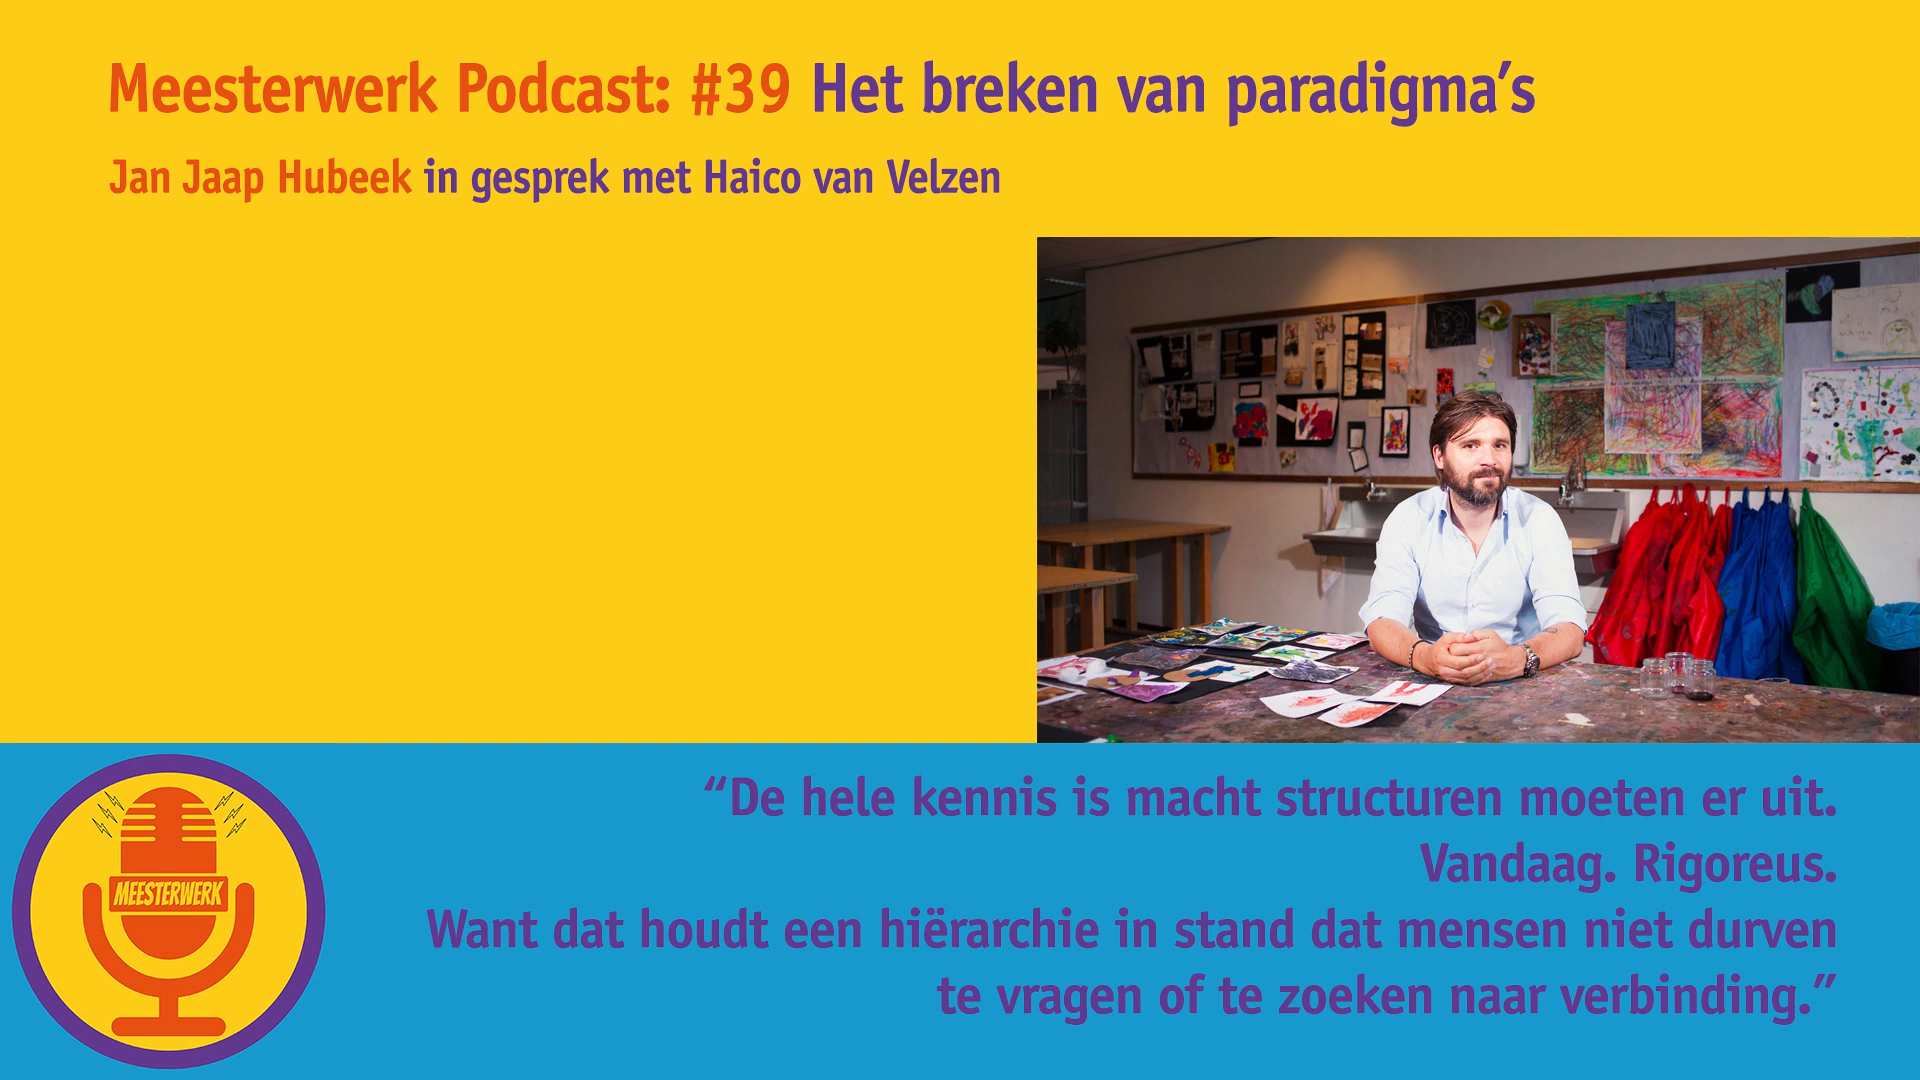 Meesterwerk Podcast: #39 Het breken van paradigma’s
Jan Jaap Hubeek in gesprek met Haico van Velzen
MEESTERWERK
“De hele kennis is macht structuren moeten er uit.
Vandaag. Rigoreus.
Want dat houdt een hiërarchie in stand dat mensen niet durven
te vragen of te zoeken naar verbinding.”